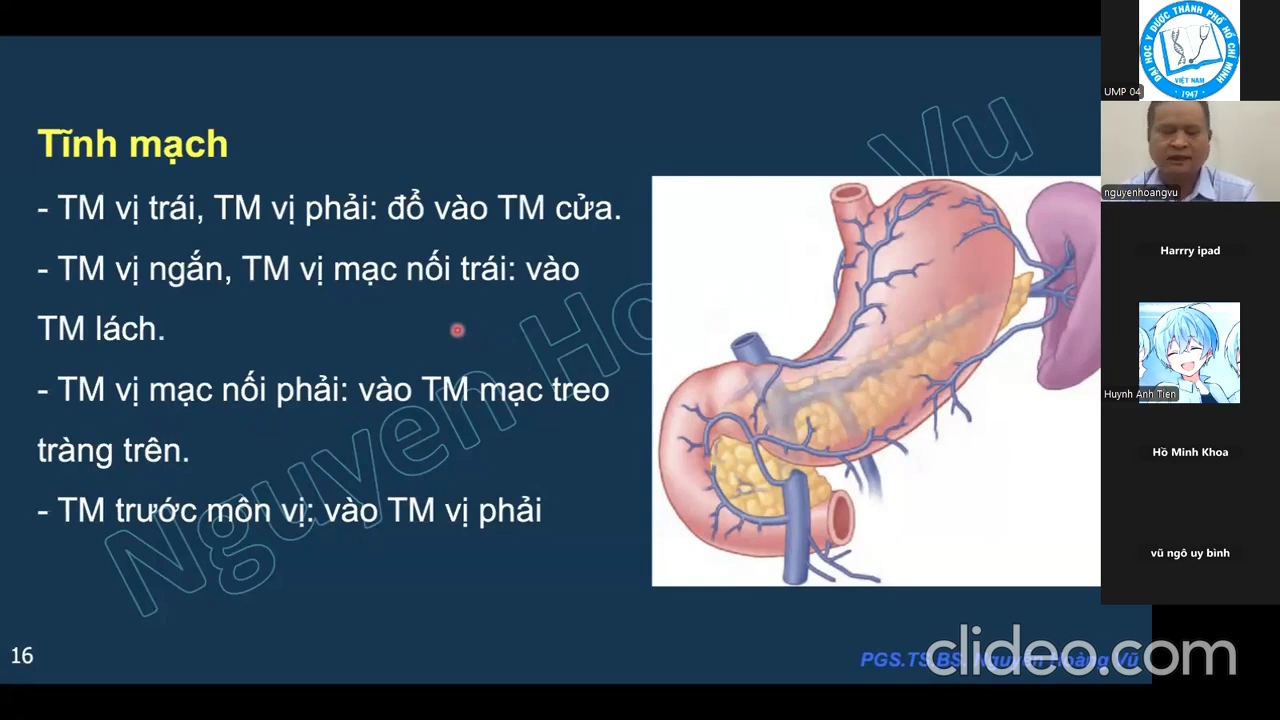 Tĩnh mạch
- TM vị trái, TM vị phải: đổ vào TM cửa.
- TM vị ngắn, TM vị mạc nối trái: vào
TM lách.
- TM vị mạc nối phải: vào TM mạc treo
tràng trên.
- TM trước môn vị: vào TM vị phải
Nguyen Ho
Vu
16
PGS.TS.BS. Nguyễn Hoàng Vũ
clideo.com
ĐẠI HỌC Y DƯỢC THÀNH PHỐ HỒ CHÍ MINH
VIỆT NAM
1947
UMP 04
nguyenhoangvu
Harrry ipad
Huynh Anh Tien
Hồ Minh Khoa
vũ ngô uy bình